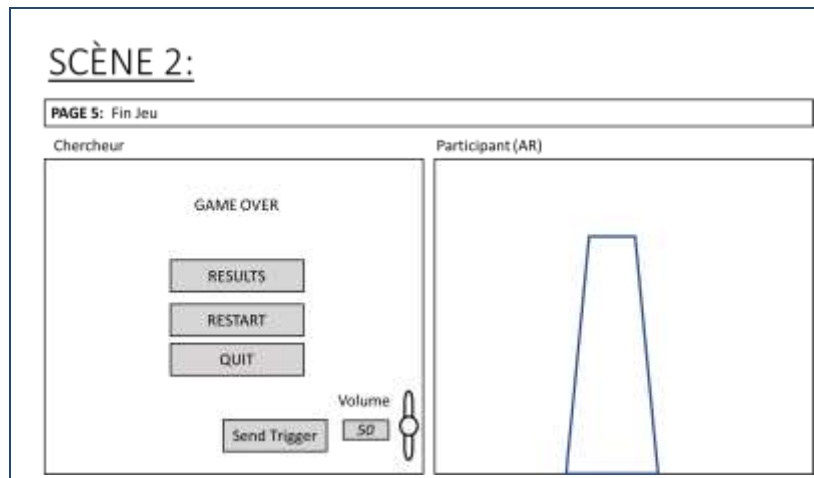 SCÈNE 2:
PAGE 5: Fin Jeu
Chercheur
Participant (AR)
GAME OVER
RESULTS
RESTART
QUIT
Volume
Send Trigger
50